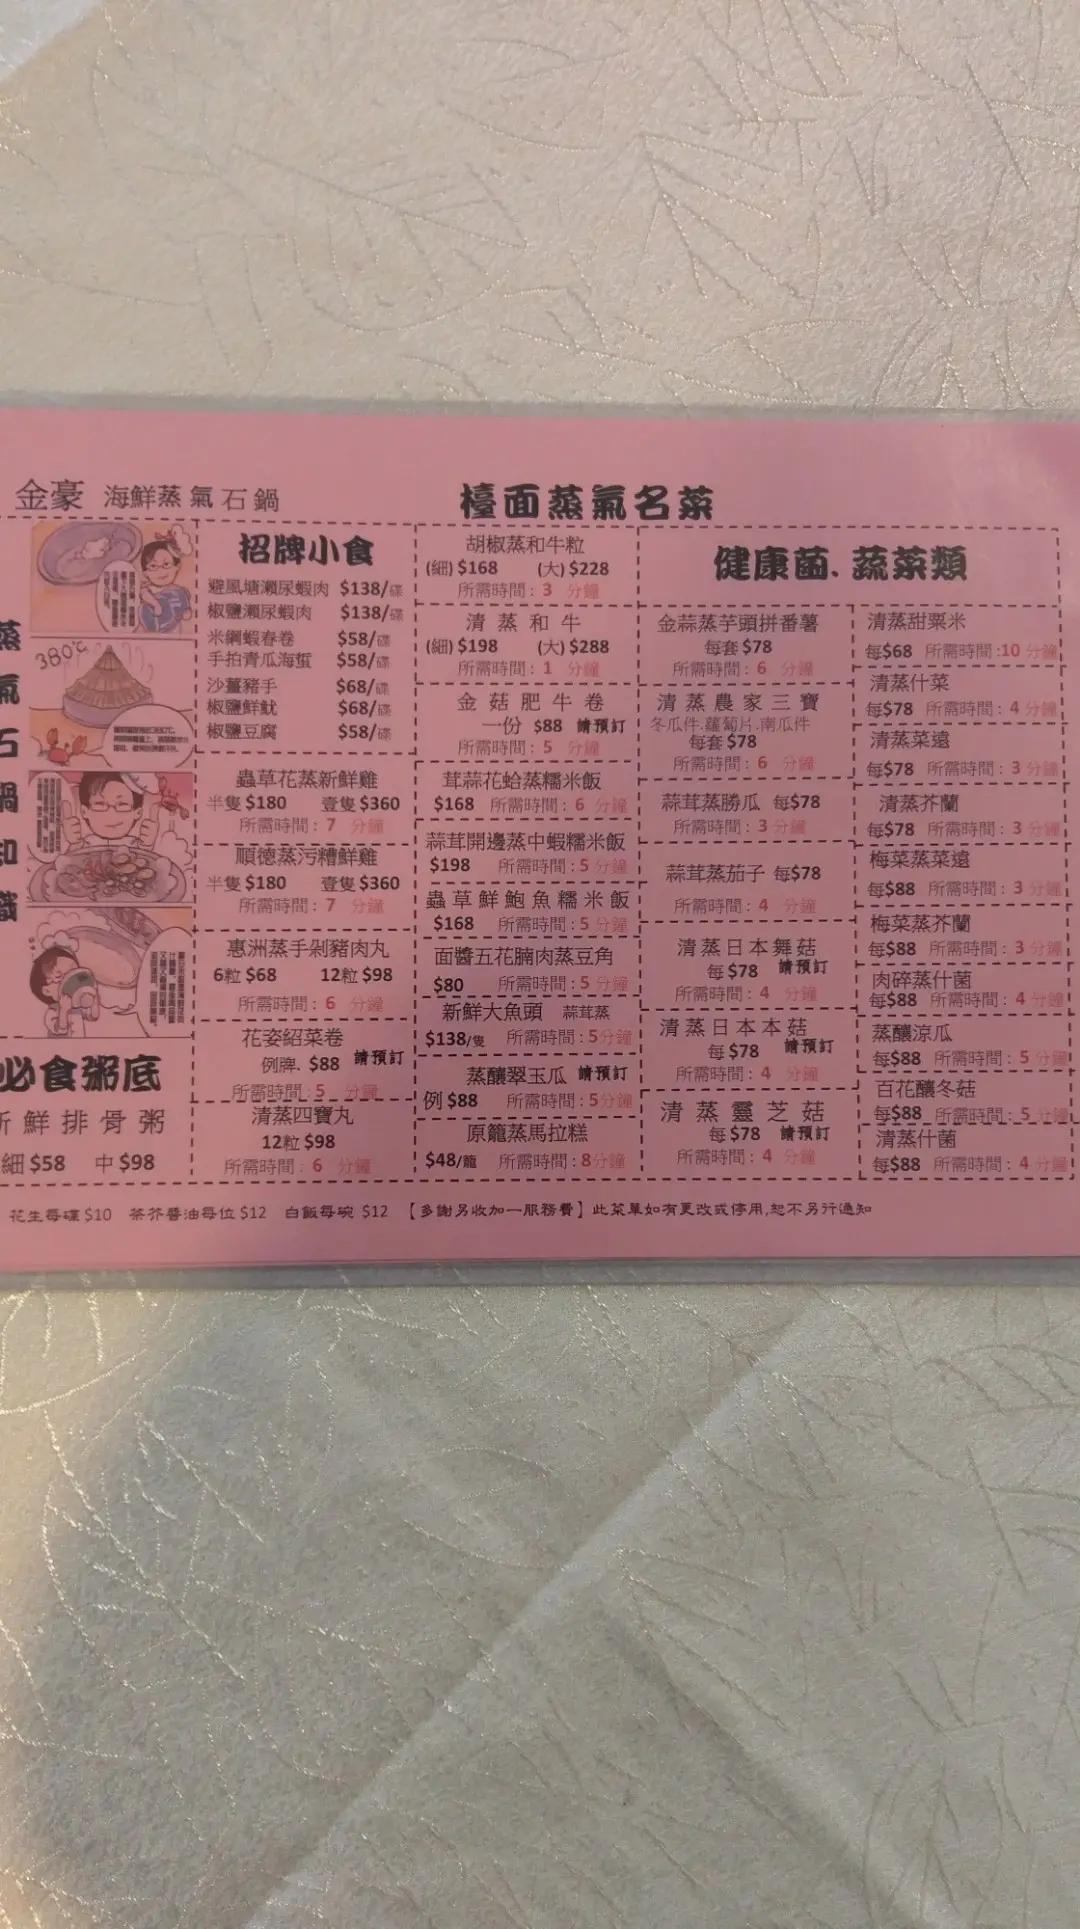 金豪 海鮮蒸氣石鍋
檯面蒸氣名菜
蒸氣石鍋知識
380℃
必食粥底
新鮮排骨粥
細 $58 中 $98
招牌小食
避風塘瀨尿蝦肉 $138/碟
椒鹽瀨尿蝦肉 $138/碟
米網蝦春卷 $58/碟
手拍青瓜海蜇 $58/碟
沙薑豬手 $68/碟
椒鹽鮮魷 $68/碟
椒鹽豆腐 $58/碟
蟲草花蒸新鮮雞
半隻 $180 壹隻 $360
所需時間 : 7 分鐘
順德蒸污糟鮮雞
半隻 $180 壹隻 $360
所需時間 : 7 分鐘
惠洲蒸手剁豬肉丸
6粒 $68 12粒 $98
所需時間 : 6 分鐘
花姿紹菜卷
例牌. $88 請預訂
所需時間 : 5 分鐘
清蒸四寶丸
12粒 $98
所需時間 : 6 分鐘
胡椒蒸和牛粒
(細) $168 (大) $228
所需時間 : 3 分鐘
清蒸和牛
(細) $198 (大) $288
所需時間 : 1 分鐘
金菇肥牛卷
一份 $88 請預訂
所需時間 : 5 分鐘
茸蒜花蛤蒸糯米飯
$168 所需時間 : 6 分鐘
蒜茸開邊蒸中蝦糯米飯
$198 所需時間 : 5 分鐘
蟲草鮮鮑魚糯米飯
$168 所需時間 : 5 分鐘
面醬五花腩肉蒸豆角
$80 所需時間 : 5 分鐘
新鮮大魚頭 蒜茸蒸
$138/隻 所需時間 : 5分鐘
蒸釀翠玉瓜 請預訂
例 $88 所需時間 : 5分鐘
原籠蒸馬拉糕
$48/籠 所需時間 : 8分鐘
健康菌. 蔬菜類
金蒜蒸芋頭拼番薯
每套 $78
所需時間 : 6 分鐘
清蒸農家三寶
冬瓜件.蘿蔔片.南瓜件
每套 $78
所需時間 : 6 分鐘
蒜茸蒸勝瓜 每$78
所需時間 : 3 分鐘
蒜茸蒸茄子 每$78
所需時間 : 4 分鐘
清蒸日本舞菇
每 $78 請預訂
所需時間 : 4 分鐘
清蒸日本本菇
每 $78 請預訂
所需時間 : 4 分鐘
清蒸靈芝菇
每 $78 請預訂
所需時間 : 4 分鐘
清蒸甜粟米
每$68 所需時間 :10 分鐘
清蒸什菜
每$78 所需時間 : 4 分鐘
清蒸菜遠
每$78 所需時間 : 3 分鐘
清蒸芥蘭
每$78 所需時間 : 3 分鐘
梅菜蒸菜遠
每$88 所需時間 : 3 分鐘
梅菜蒸芥蘭
每$88 所需時間 : 3 分鐘
肉碎蒸什菌
每$88 所需時間 : 4 分鐘
蒸釀涼瓜
每$88 所需時間 : 5 分鐘
百花釀冬菇
每$88 所需時間 : 5 分鐘
清蒸什菌
每$88 所需時間 : 4 分鐘
花生每碟 $10 茶芥醬油每位 $12 白飯每碗 $12 【多謝另收加一服務費】此菜單如有更改或停用,恕不另行通知